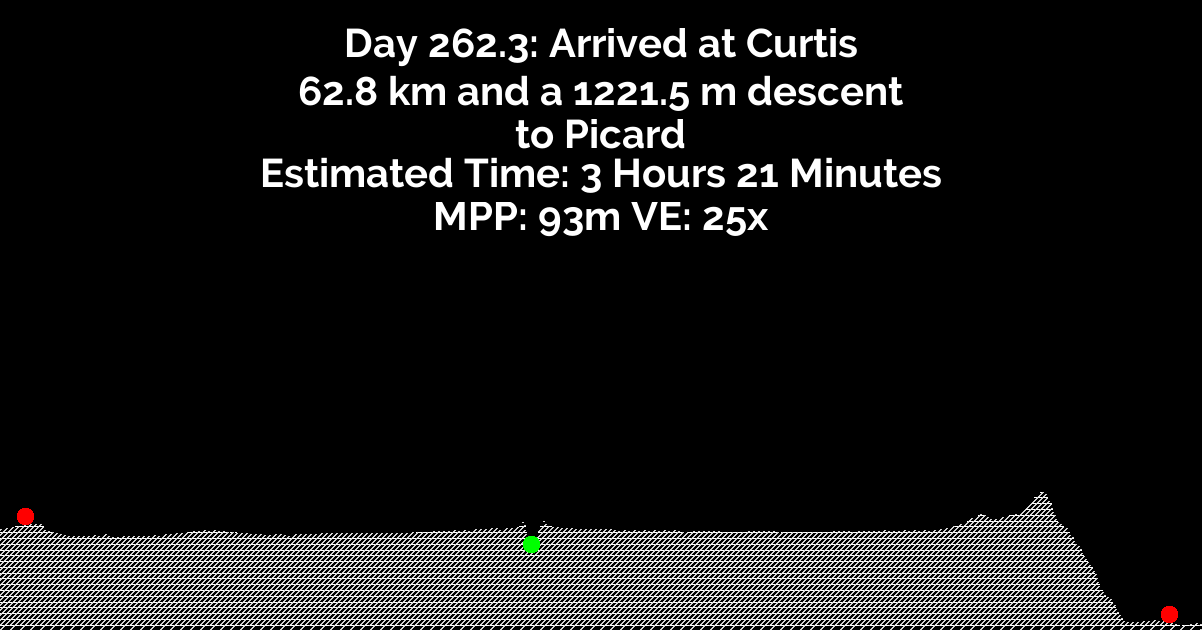 Day 262.3: Arrived at Curtis
62.8 km and a 1221.5 m descent
to Picard
Estimated Time: 3 Hours 21 Minutes
MPP: 93m VE: 25x